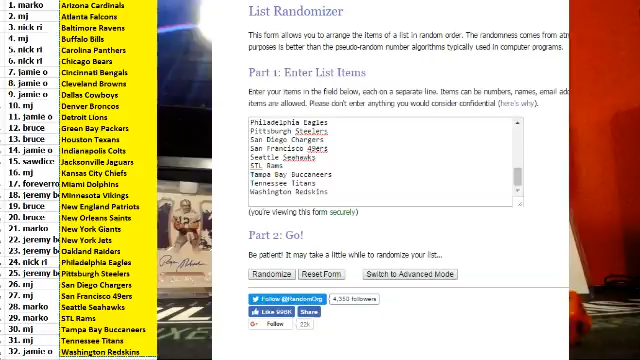 1. marko Arizona Cardinals
2. mj Atlanta Falcons
3. nick ri Baltimore Ravens
4. mj Buffalo Bills
5. nick ri Carolina Panthers
6. nick ri Chicago Bears
7. jamie o Cincinnati Bengals
8. jamie o Cleveland Browns
9. jamie o Dallas Cowboys
10. mj Denver Broncos
11. jamie o Detroit Lions
12. bruce Green Bay Packers
13. bruce Houston Texans
14. jamie o Indianapolis Colts
15. sawdice Jacksonville Jaguars
16. mj Kansas City Chiefs
17. foreverro Miami Dolphins
18. jeremy b Minnesota Vikings
19. bruce New England Patriots
20. bruce New Orleans Saints
21. marko New York Giants
22. jeremy b New York Jets
23. jeremy b Oakland Raiders
24. nick ri Philadelphia Eagles
25. jeremy b Pittsburgh Steelers
26. mj San Diego Chargers
27. mj San Francisco 49ers
28. marko Seattle Seahawks
29. marko STL Rams
30. mj Tampa Bay Buccaneers
31. mj Tennessee Titans
32. jamie o Washington Redskins
List Randomizer
This form allows you to arrange the items of a list in random order. The randomness comes from atm
purposes is better than the pseudo-random number algorithms typically used in computer programs.
Part 1: Enter List Items
Enter your items in the field below, each on a separate line. Items can be numbers, names, email add
items are allowed. Please don't enter anything you would consider confidential (here's why).
Philadelphia Eagles
Pittsburgh Steelers
San Diego Chargers
San Francisco 49ers
Seattle Seahawks
STL Rams
Tampa Bay Buccaneers
Tennessee Titans
Washington Redskins
(you're viewing this form securely)
Part 2: Go!
Be patient! It may take a little while to randomize your list...
Randomize Reset Form Switch to Advanced Mode
Follow @RandomOrg 4,350 followers
Like 996K Share
Follow 22k